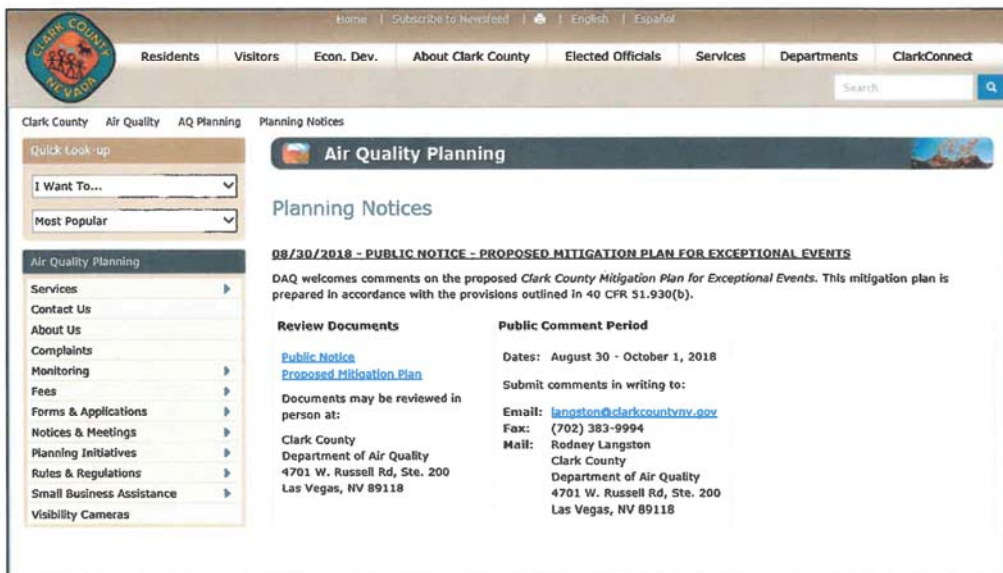 Home | Subscribe to Newsfeed | | English | Español
CLARK COUNTY
NEVADA
Residents Visitors Econ. Dev. About Clark County Elected Officials Services Departments ClarkConnect
Search
Clark County Air Quality AQ Planning Planning Notices
Quick Look-up
I Want To...
Most Popular
Air Quality Planning
Services
Contact Us
About Us
Complaints
Monitoring
Fees
Forms & Applications
Notices & Meetings
Planning Initiatives
Rules & Regulations
Small Business Assistance
Visibility Cameras
Air Quality Planning
Planning Notices
08/30/2018 - PUBLIC NOTICE - PROPOSED MITIGATION PLAN FOR EXCEPTIONAL EVENTS
DAQ welcomes comments on the proposed Clark County Mitigation Plan for Exceptional Events. This mitigation plan is
prepared in accordance with the provisions outlined in 40 CFR 51.930(b).
Review Documents
Public Notice
Proposed Mitigation Plan
Documents may be reviewed in
person at:
Clark County
Department of Air Quality
4701 W. Russell Rd, Ste. 200
Las Vegas, NV 89118
Public Comment Period
Dates: August 30 - October 1, 2018
Submit comments in writing to:
Email: langston@clarkcountynv.gov
Fax: (702) 383-9994
Mail: Rodney Langston
Clark County
Department of Air Quality
4701 W. Russell Rd, Ste. 200
Las Vegas, NV 89118